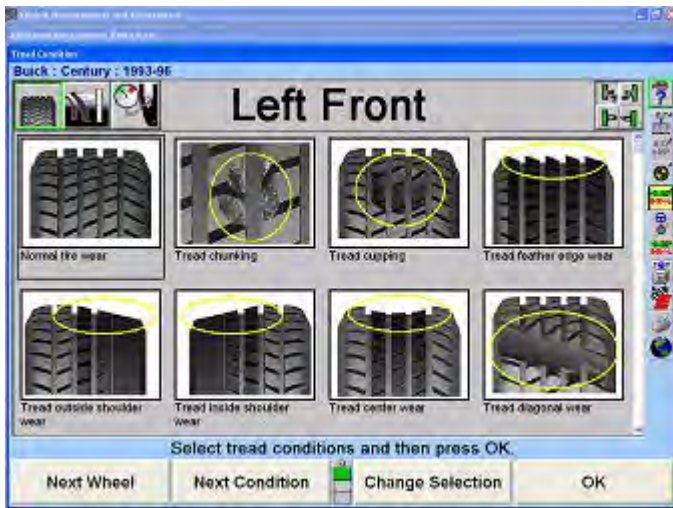 Tread Condition
Buick : Century : 1993-96
Left Front
Normal tire wear
Tread chunking
Tread cupping
Tread feather edge wear
Tread outside shoulder
wear
Tread inside shoulder
wear
Tread center wear
Tread diagonal wear
Select tread conditions and then press OK.
Next Wheel
Next Condition
Change Selection
OK